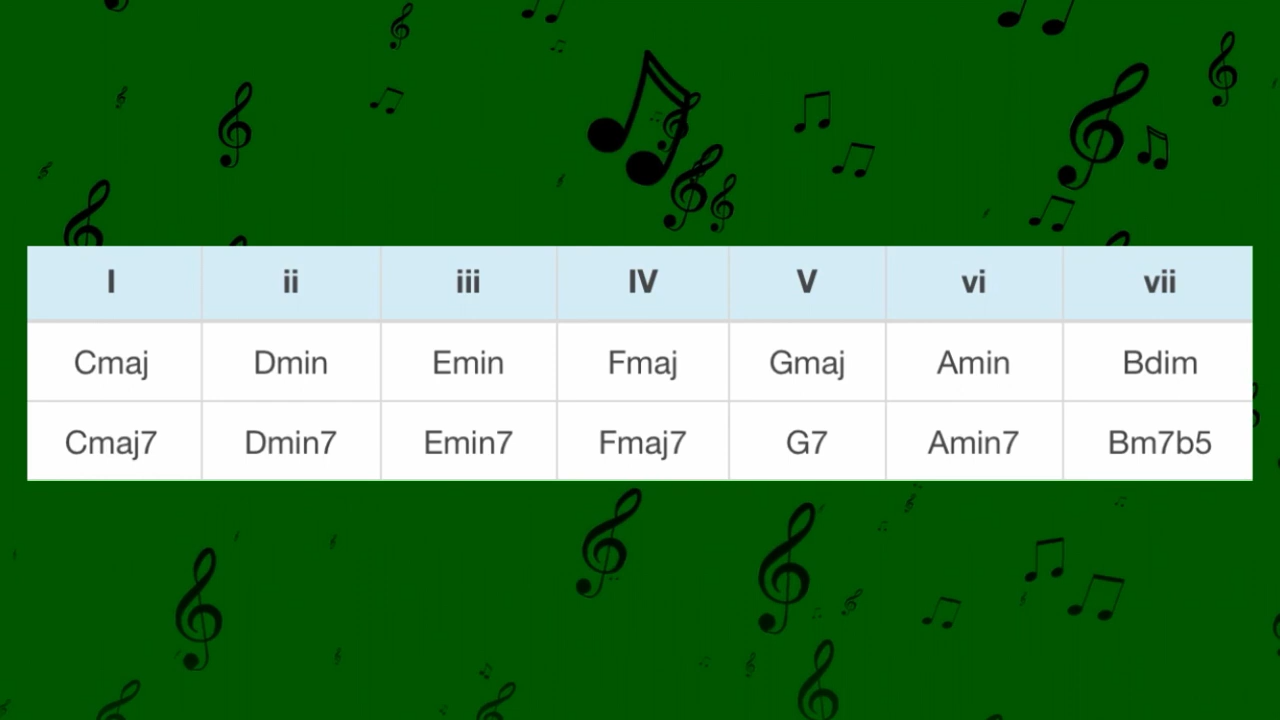 I ii iii IV V vi vii
Cmaj Dmin Emin Fmaj Gmaj Amin Bdim
Cmaj7 Dmin7 Emin7 Fmaj7 G7 Amin7 Bm7b5